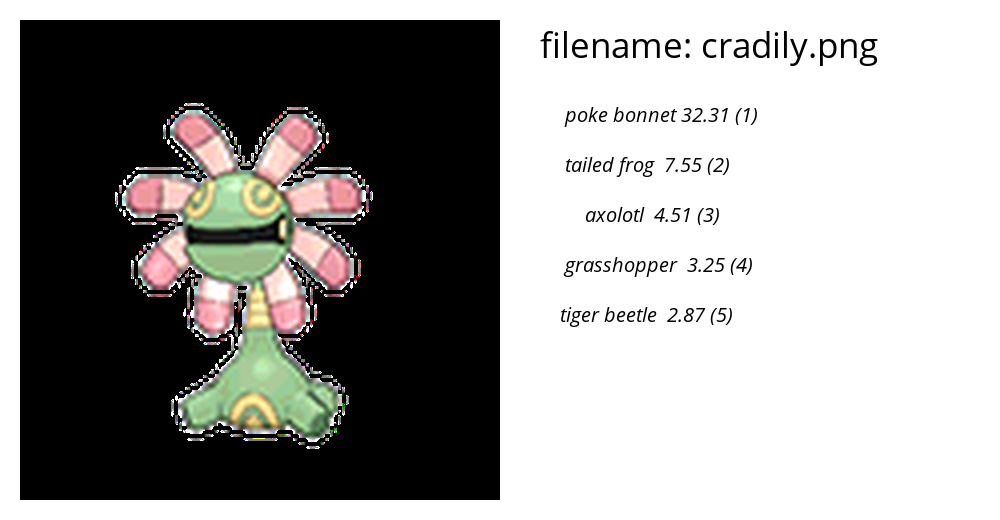 filename: cradily.png
poke bonnet 32.31 (1)
tailed frog 7.55 (2)
axolotl 4.51 (3)
grasshopper 3.25 (4)
tiger beetle 2.87 (5)